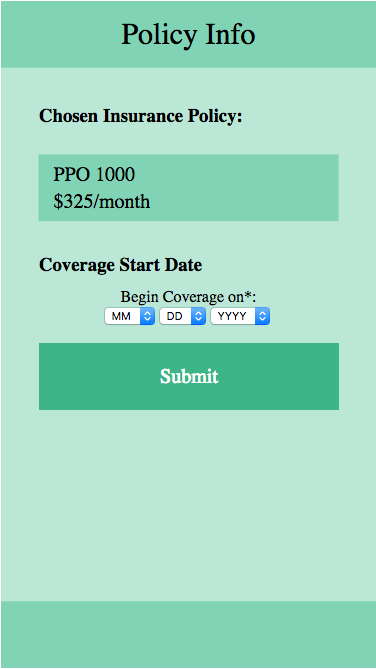 Policy Info
Chosen Insurance Policy:
PPO 1000
$325/month
Coverage Start Date
Begin Coverage on*:
MM DD YYYY
Submit